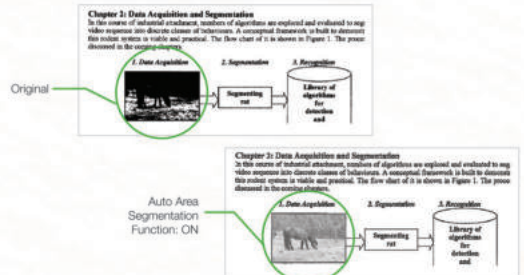 Chapter 2: Data Acquisition and Segmentation
In this course of industrial attachment, numbers of algorithms are explored and evaluated to seg
video sequence into discrete classes of behaviours. A conceptual framework is built to demonst
this rodent system is viable and practical. The flow chart of it is shown in Figure 1. The proce
discussed in the coming chapters.
1. Data Acquisition
2. Segmentation
3. Recognition
Original
Segmenting
rat
Library of
algorithms
for
detection
and
Chapter 2: Data Acquisition and Segmentation
In this course of industrial attachment, numbers of algorithms are explored and evaluated to seg
video sequence into discrete classes of behaviours. A conceptual framework is built to demonst
this rodent system is viable and practical. The flow chart of it is shown in Figure 1. The proce
discussed in the coming chapters.
1. Data Acquisition
2. Segmentation
3. Recognition
Auto Area
Segmentation
Function: ON
Segmenting
rat
Library of
algorithms
for
detection
and